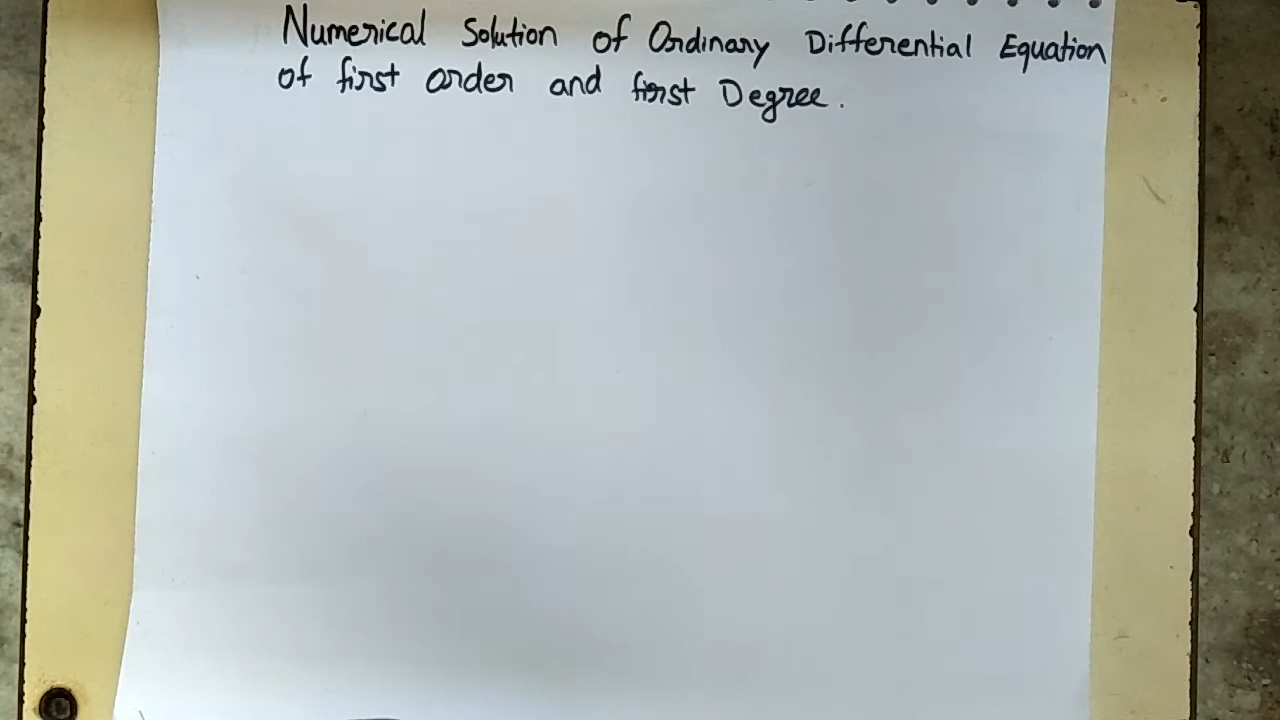 Numerical Solution of Ordinary Differential Equation
of first order and first Degree.